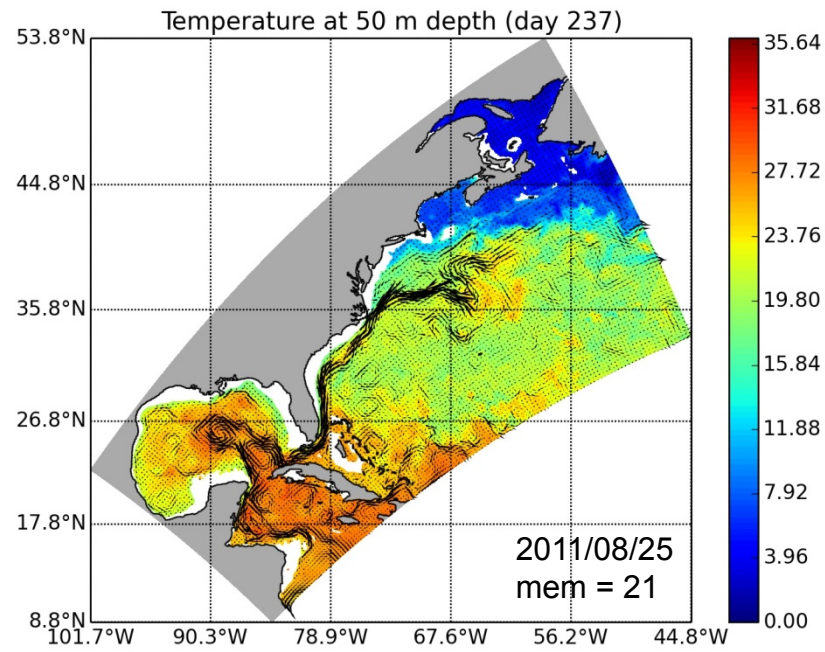 Temperature at 50 m depth (day 237)
53.8°N
44.8°N
35.8°N
26.8°N
17.8°N
8.8°N
101.7°W 90.3°W 78.9°W 67.6°W 56.2°W 44.8°W
35.64
31.68
27.72
23.76
19.80
15.84
11.88
7.92
3.96
0.00
2011/08/25
mem = 21